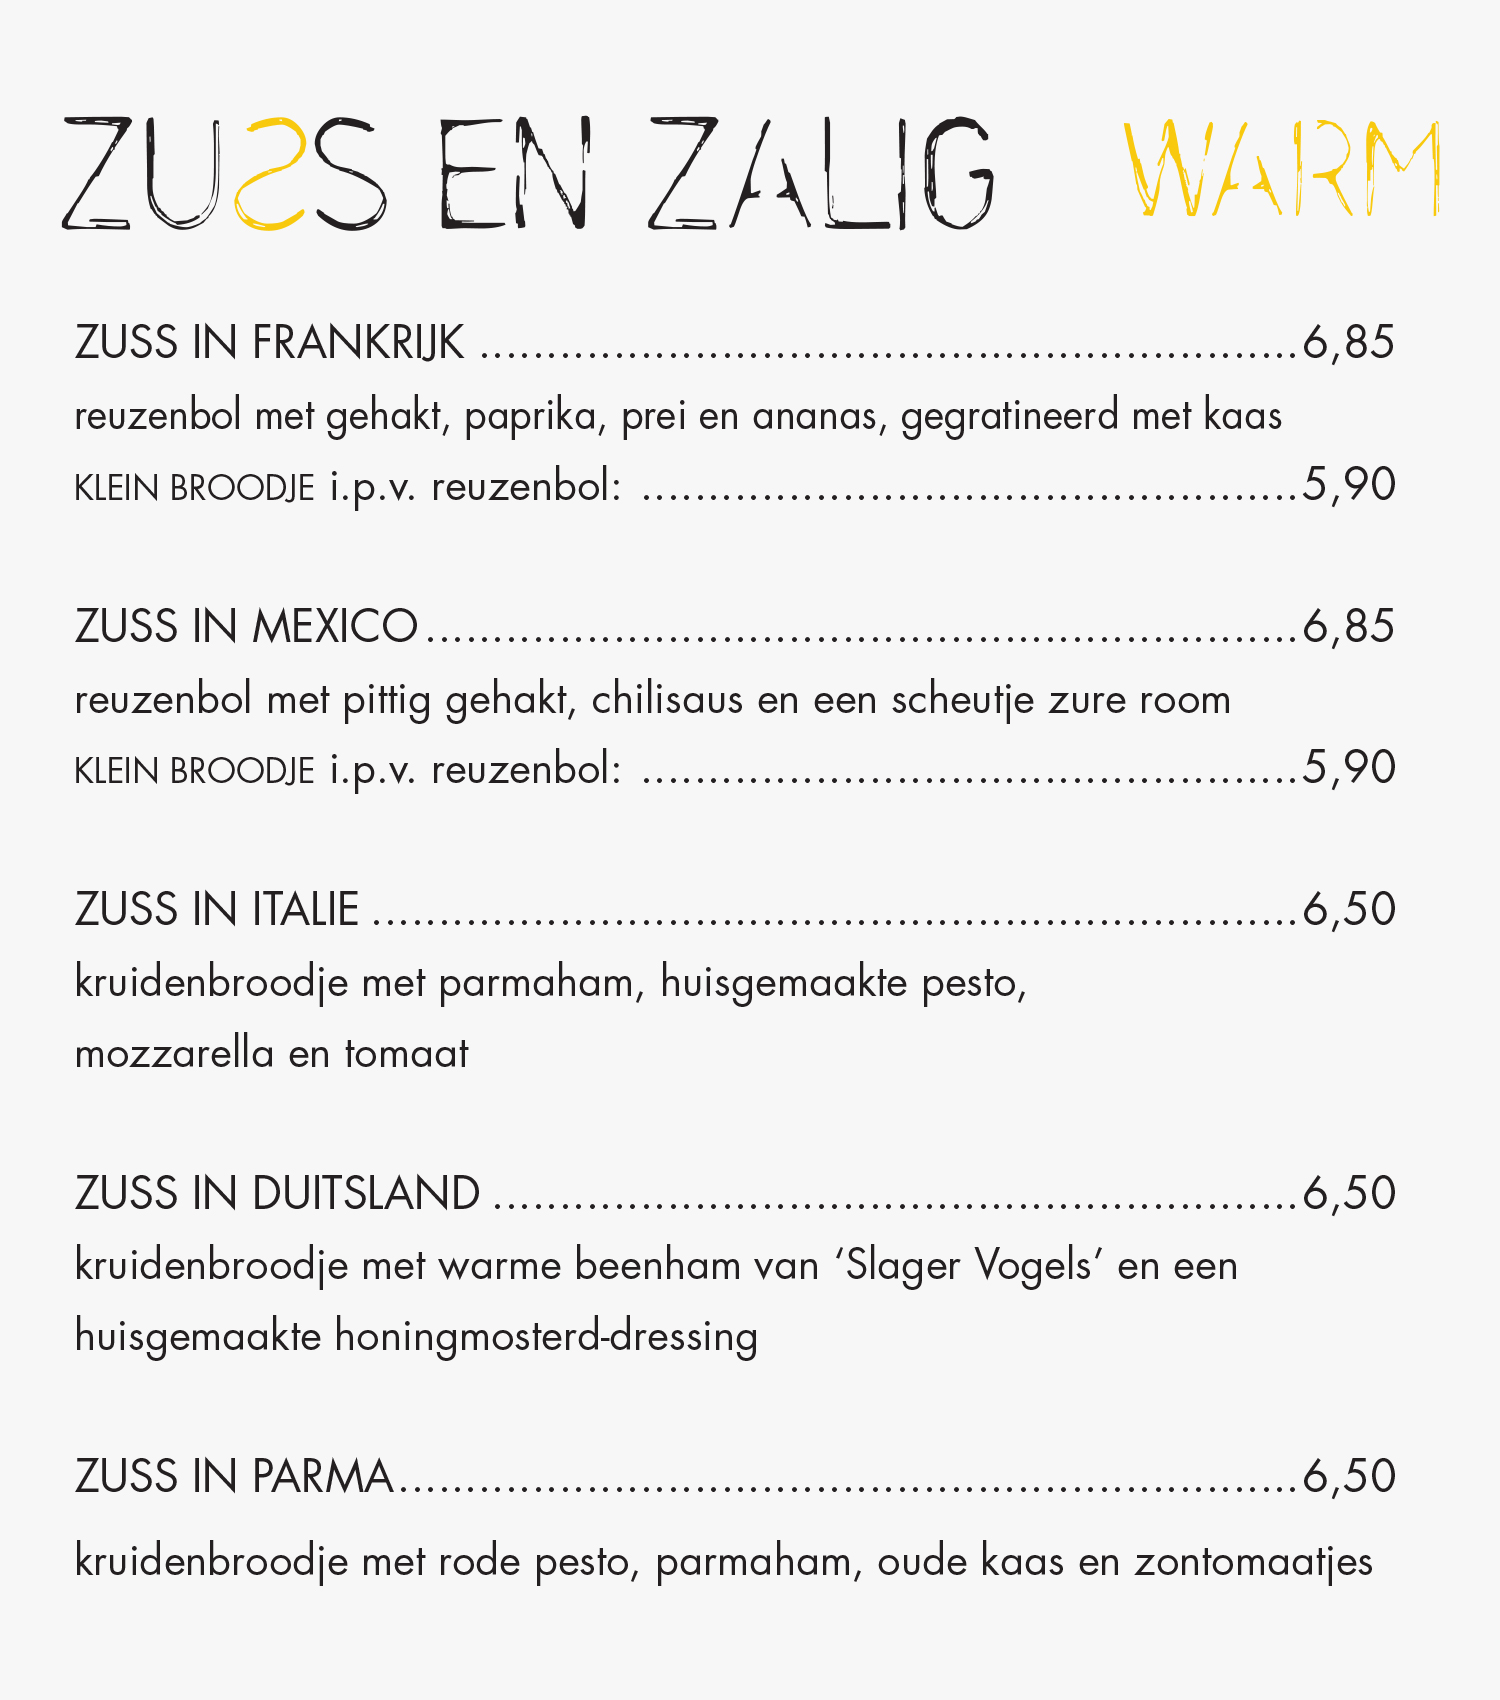 ZUSS EN ZALIG WARM
ZUSS IN FRANKRIJK ............................................................. 6,85
reuzenbol met gehakt, paprika, prei en ananas, gegratineerd met kaas
KLEIN BROODJE i.p.v. reuzenbol: ................................................. 5,90
ZUSS IN MEXICO ................................................................. 6,85
reuzenbol met pittig gehakt, chilisaus en een scheutje zure room
KLEIN BROODJE i.p.v. reuzenbol: ................................................. 5,90
ZUSS IN ITALIE ..................................................................... 6,50
kruidenbroodje met parmaham, huisgemaakte pesto,
mozzarella en tomaat
ZUSS IN DUITSLAND ............................................................ 6,50
kruidenbroodje met warme beenham van ‘Slager Vogels’ en een
huisgemaakte honingmosterd-dressing
ZUSS IN PARMA ................................................................... 6,50
kruidenbroodje met rode pesto, parmaham, oude kaas en zontomaatjes